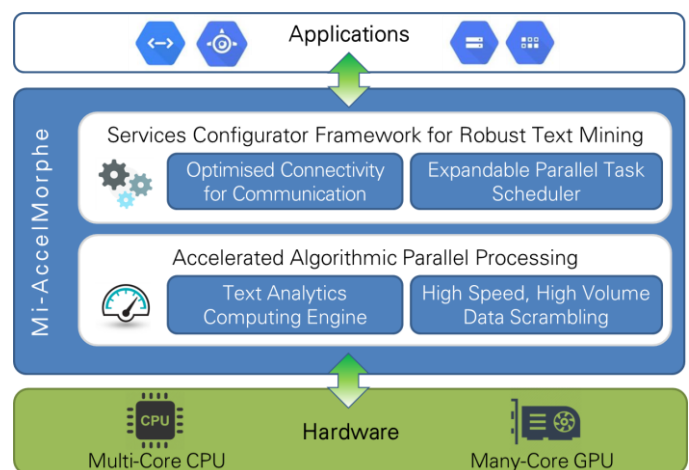 Applications
Mi-AccelMorphe
Services Configurator Framework for Robust Text Mining
Optimised Connectivity
for Communication
Expandable Parallel Task
Scheduler
Accelerated Algorithmic Parallel Processing
Text Analytics
Computing Engine
High Speed, High Volume
Data Scrambling
CPU
Multi-Core CPU
Hardware
Many-Core GPU